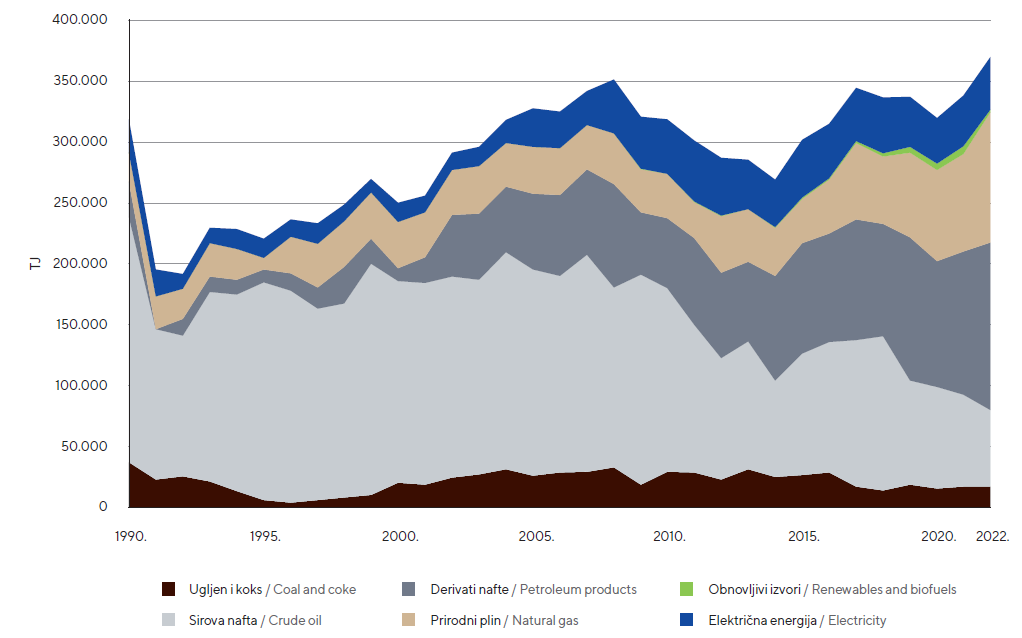 400.000
350.000
300.000
250.000
200.000
150.000
100.000
50.000
0
TJ
1990. 1995. 2000. 2005. 2010. 2015. 2020. 2022.
Ugljen i koks / Coal and coke Derivati nafte / Petroleum products Obnovljivi izvori / Renewables and biofuels
Sirova nafta / Crude oil Prirodni plin / Natural gas Električna energija / Electricity